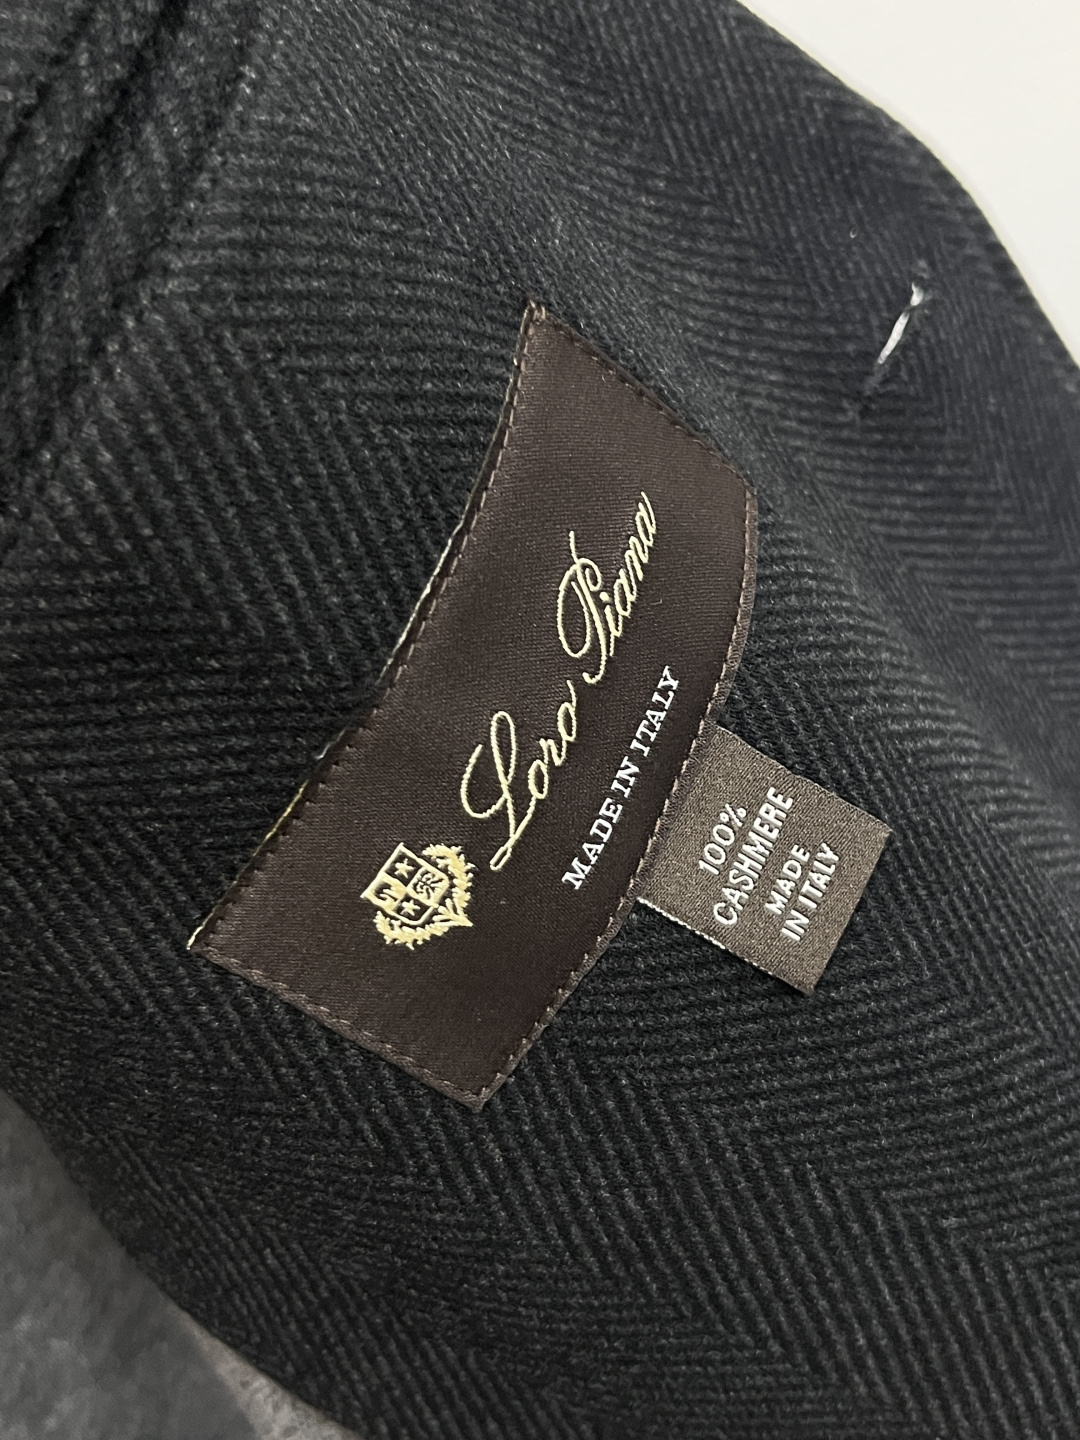 Loro Piana
MADE IN ITALY
100%
CASHMERE
MADE
IN ITALY